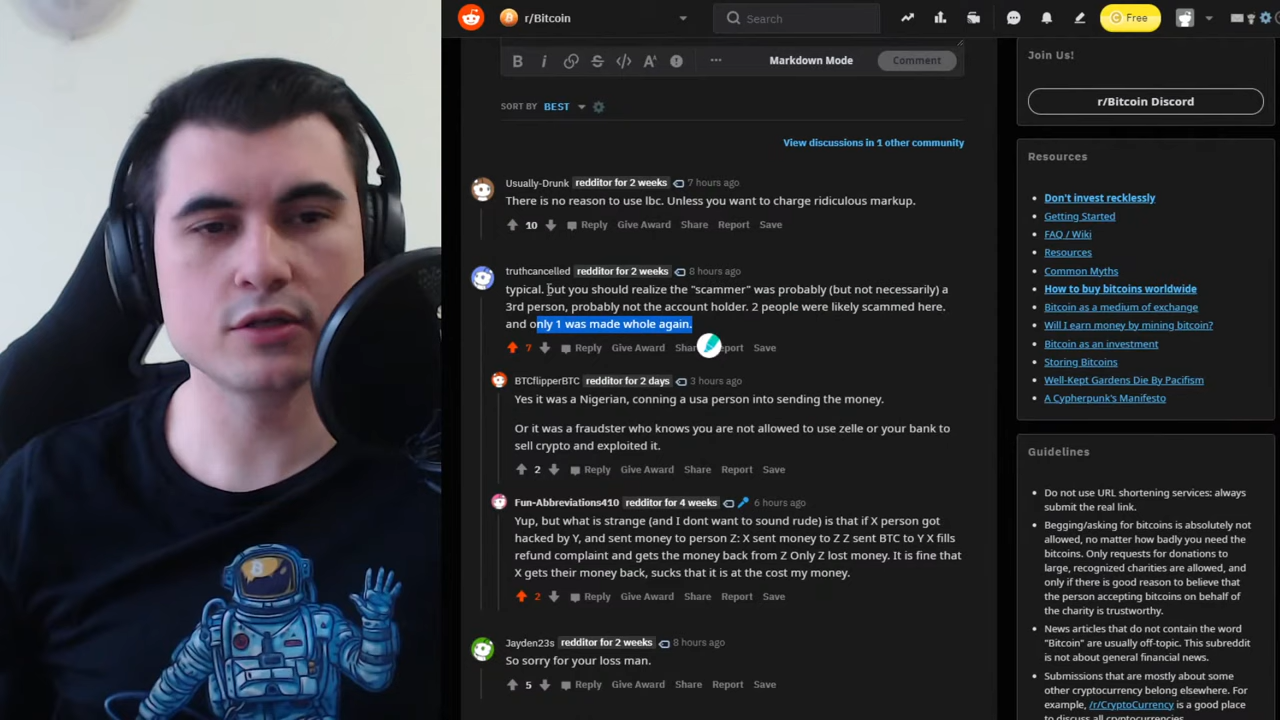 r/Bitcoin
Search
Free
B i S </> A ...
Markdown Mode
Comment
SORT BY BEST
View discussions in 1 other community
Usually-Drunk redditor for 2 weeks 7 hours ago
There is no reason to use lbc. Unless you want to charge ridiculous markup.
10 Reply Give Award Share Report Save
truthcancelled redditor for 2 weeks 8 hours ago
typical. but you should realize the "scammer" was probably (but not necessarily) a
3rd person, probably not the account holder. 2 people were likely scammed here.
and only 1 was made whole again.
7 Reply Give Award Share Report Save
BTCflipperBTC redditor for 2 days 3 hours ago
Yes it was a Nigerian, conning a usa person into sending the money.
Or it was a fraudster who knows you are not allowed to use zelle or your bank to
sell crypto and exploited it.
2 Reply Give Award Share Report Save
Fun-Abbreviations410 redditor for 4 weeks 6 hours ago
Yup, but what is strange (and I dont want to sound rude) is that if X person got
hacked by Y, and sent money to person Z: X sent money to Z Z sent BTC to Y X fills
refund complaint and gets the money back from Z Only Z lost money. It is fine that
X gets their money back, sucks that it is at the cost my money.
2 Reply Give Award Share Report Save
Jayden23s redditor for 2 weeks 8 hours ago
So sorry for your loss man.
5 Reply Give Award Share Report Save
Join Us!
r/Bitcoin Discord
Resources
Don't invest recklessly
Getting Started
FAQ / Wiki
Resources
Common Myths
How to buy bitcoins worldwide
Bitcoin as a medium of exchange
Will I earn money by mining bitcoin?
Bitcoin as an investment
Storing Bitcoins
Well-Kept Gardens Die By Pacifism
A Cypherpunk's Manifesto
Guidelines
Do not use URL shortening services: always
submit the real link.
Begging/asking for bitcoins is absolutely not
allowed, no matter how badly you need the
bitcoins. Only requests for donations to
large, recognized charities are allowed, and
only if there is good reason to believe that
the person accepting bitcoins on behalf of
the charity is trustworthy.
News articles that do not contain the word
"Bitcoin" are usually off-topic. This subreddit
is not about general financial news.
Submissions that are mostly about some
other cryptocurrency belong elsewhere. For
example, /r/CryptoCurrency is a good place
to discuss all cryptocurrencies.